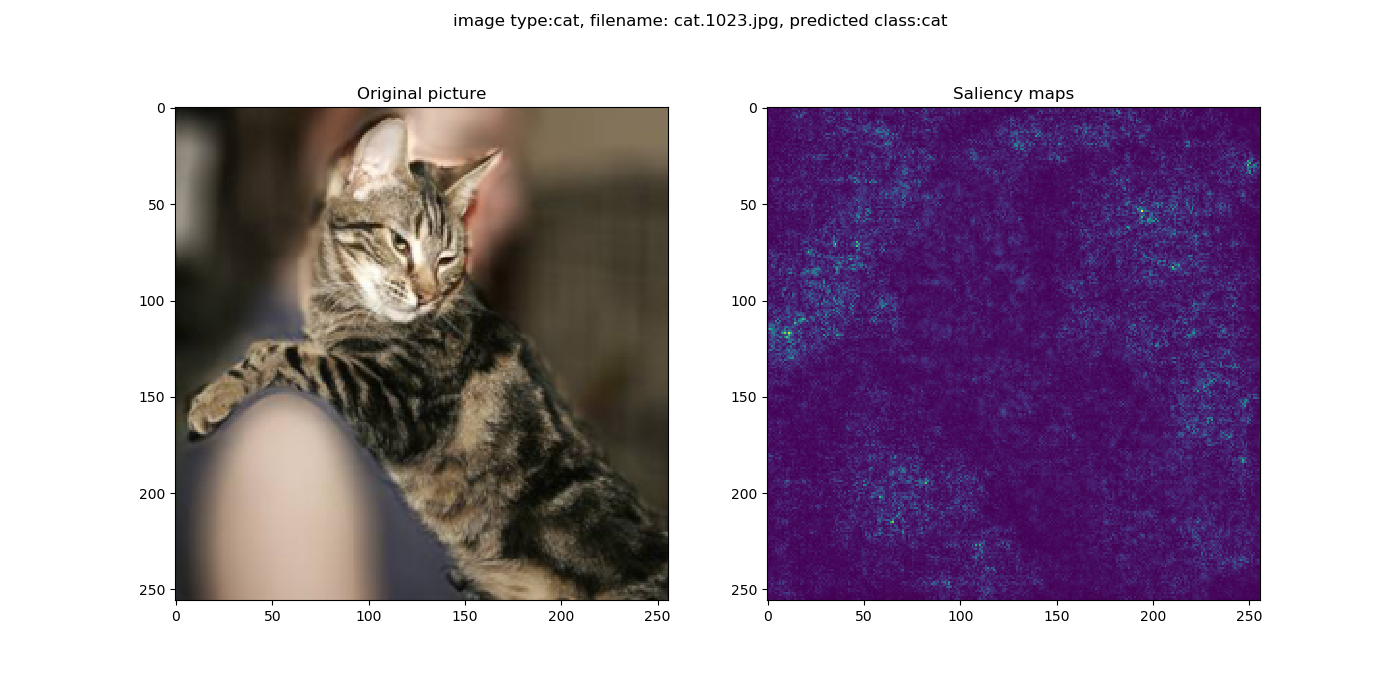 image type:cat, filename: cat.1023.jpg, predicted class:cat
Original picture
Saliency maps
0
50
100
150
200
250
0 50 100 150 200 250
0
50
100
150
200
250
0 50 100 150 200 250